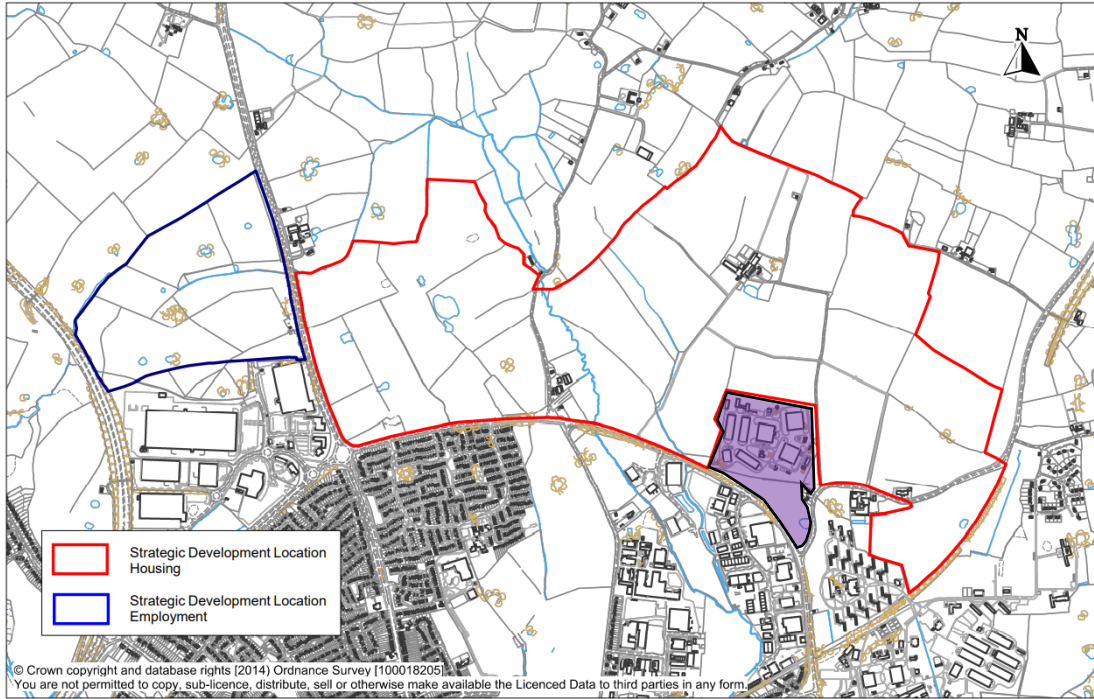 N
Strategic Development Location
Housing
Strategic Development Location
Employment
© Crown copyright and database rights [2014) Ordnance Survey [100018205]
You are not permitted to copy, sub-licence, distribute, sell or otherwise make available the Licenced Data to third parties in any form.